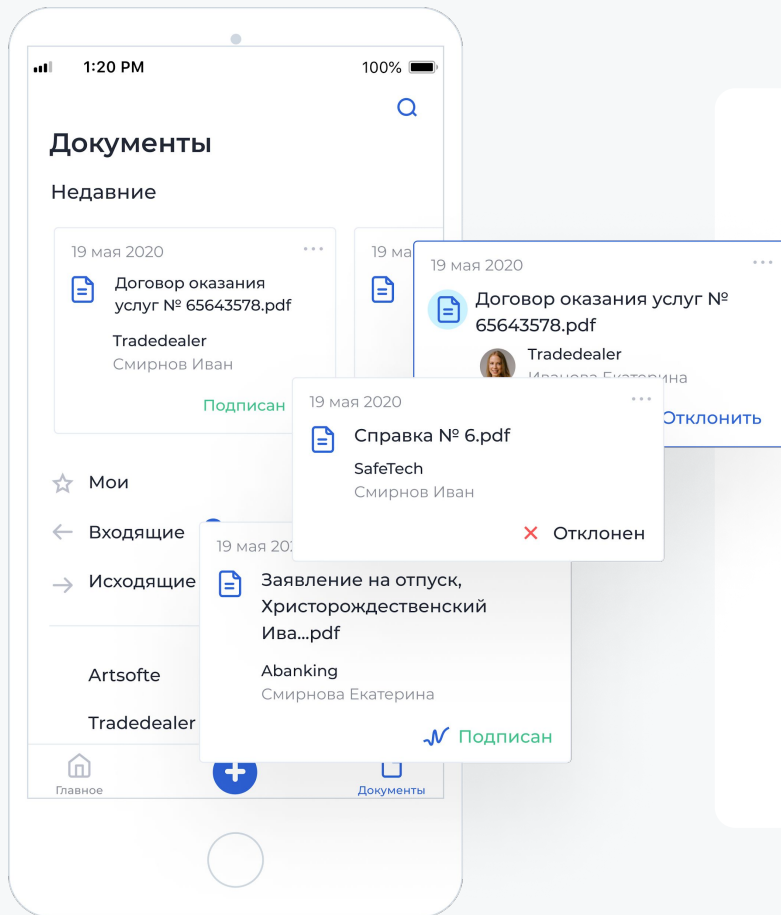 1:20 PM
100%
Документы
Недавние
19 мая 2020
Договор оказания
услуг № 65643578.pdf
Tradedealer
Смирнов Иван
Подписан
19 ма
19 мая 2020
Договор оказания услуг №
65643578.pdf
Tradedealer
Иванова Екатерина
Отклонить
19 мая 2020
Справка № 6.pdf
SafeTech
Смирнов Иван
Отклонен
Мои
Входящие
Исходящие
19 мая 202
Заявление на отпуск,
Христорождественский
Ива...pdf
Abanking
Смирнова Екатерина
Подписан
Artsofte
Tradedealer
Главное
Документы